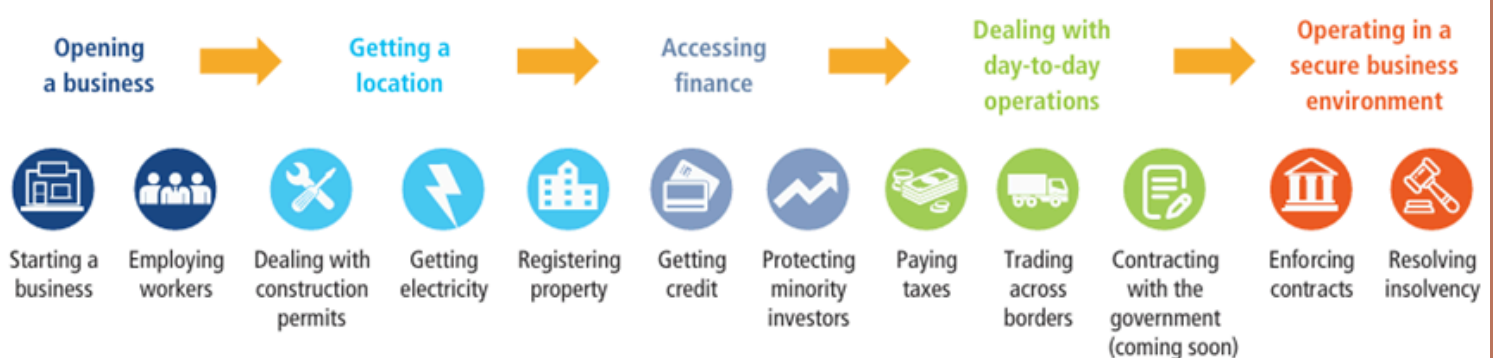 Opening
a business
Getting a
location
Accessing
finance
Dealing with
day-to-day
operations
Operating in a
secure business
environment
Starting a
business
Employing
workers
Dealing with
construction
permits
Getting
electricity
Registering
property
Getting
credit
Protecting
minority
investors
Paying
taxes
Trading
across
borders
Contracting
with the
government
(coming soon)
Enforcing
contracts
Resolving
insolvency